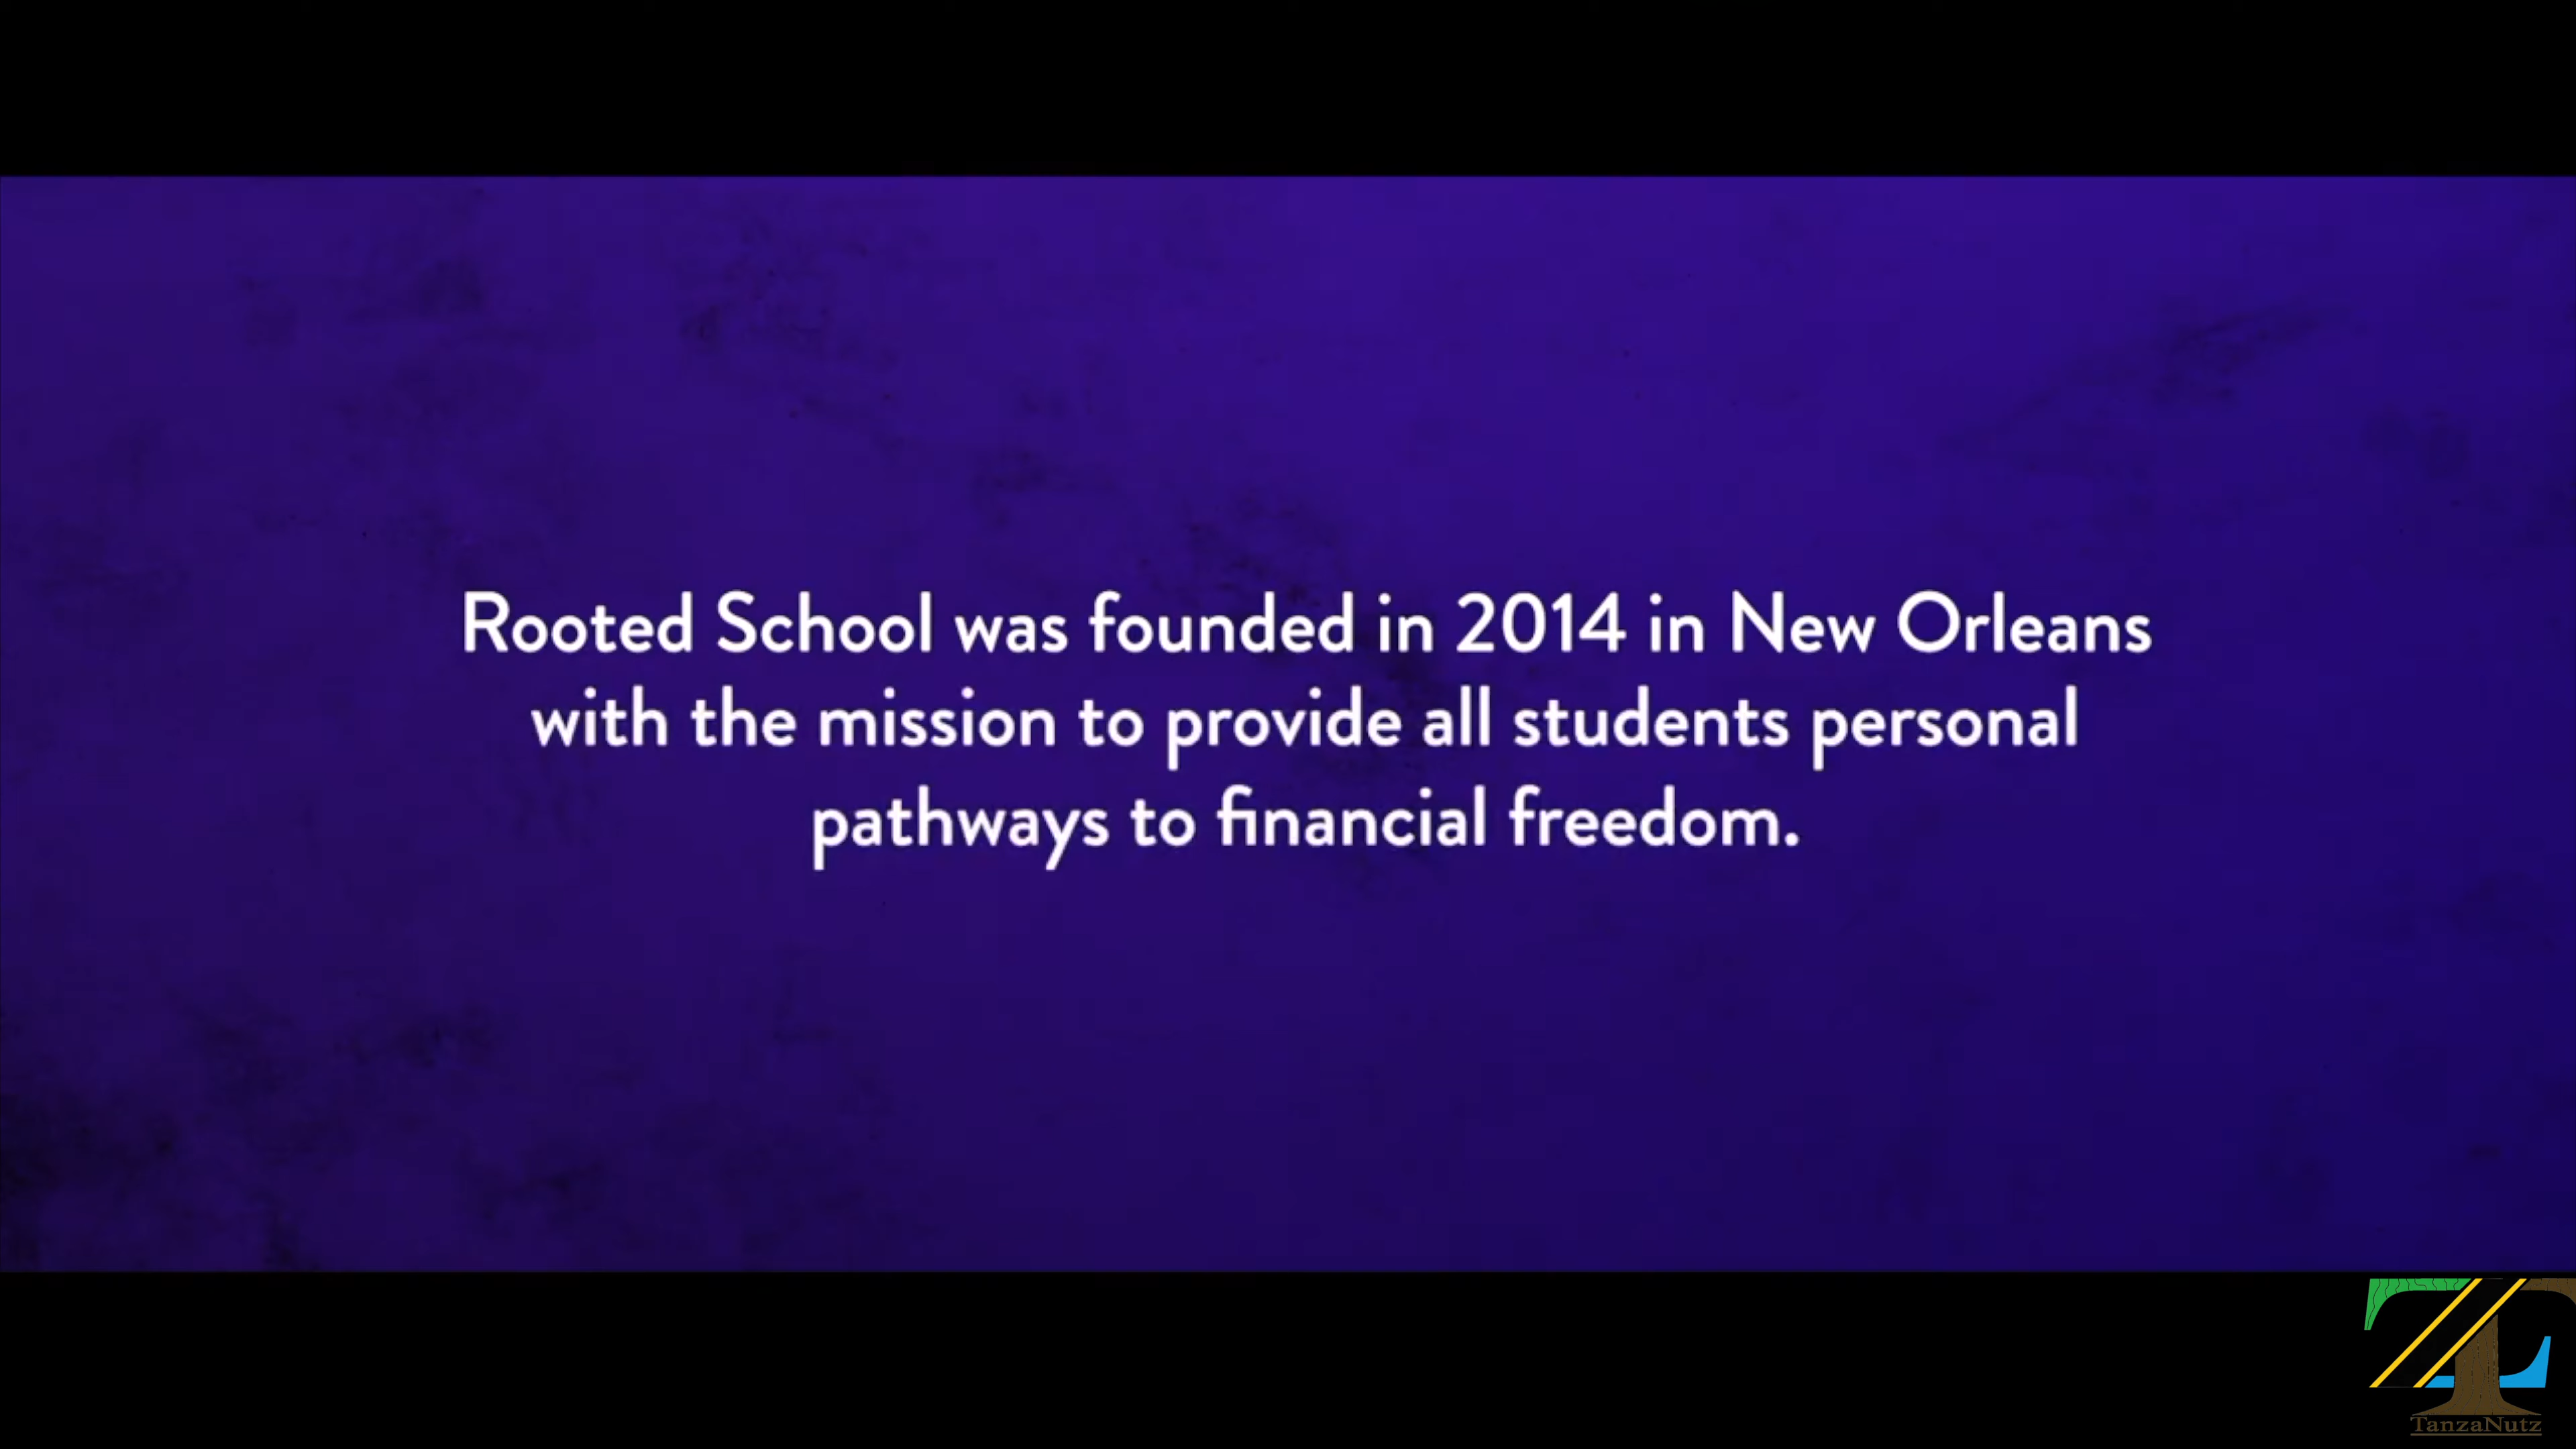 Rooted School was founded in 2014 in New Orleans
with the mission to provide all students personal
pathways to financial freedom.
TanzaNutz